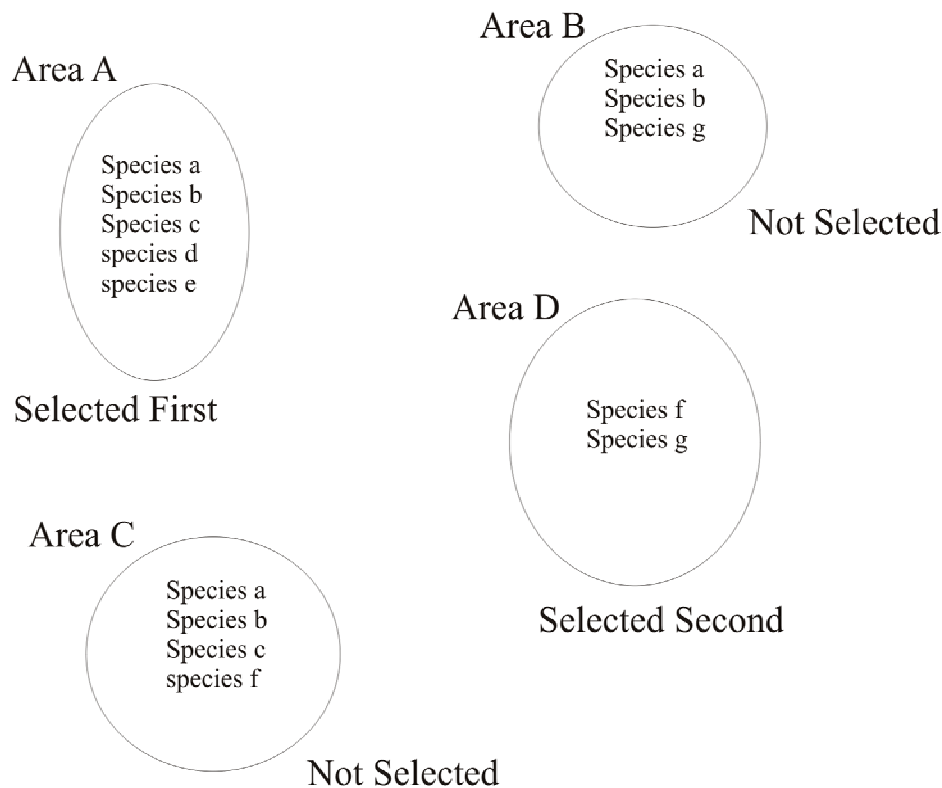 Area A
Species a
Species b
Species c
species d
species e
Selected First
Area B
Species a
Species b
Species g
Not Selected
Area D
Species f
Species g
Selected Second
Area C
Species a
Species b
Species c
species f
Not Selected